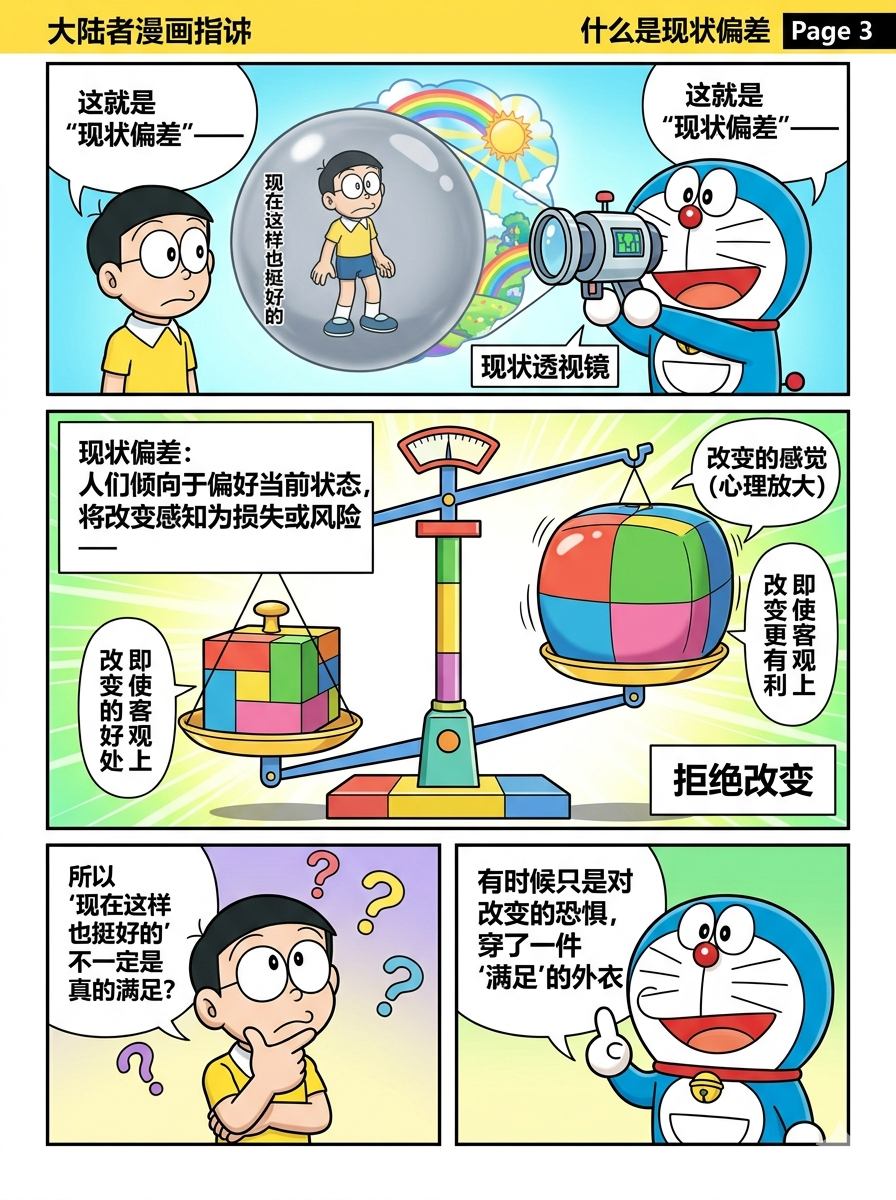 大陆者漫画指讲
什么是现状偏差
Page 3
这就是
“现状偏差”——
现在这样也挺好的
这就是
“现状偏差”——
现状透视镜
现状偏差：
人们倾向于偏好当前状态，
将改变感知为损失或风险
——
改变的感觉
（心理放大）
即使客观上
改变更有利
即使客观上
改变的好处
拒绝改变
所以
‘现在这样
也挺好的’
不一定是
真的满足？
有时候只是对
改变的恐惧，
穿了一件
‘满足’的外衣